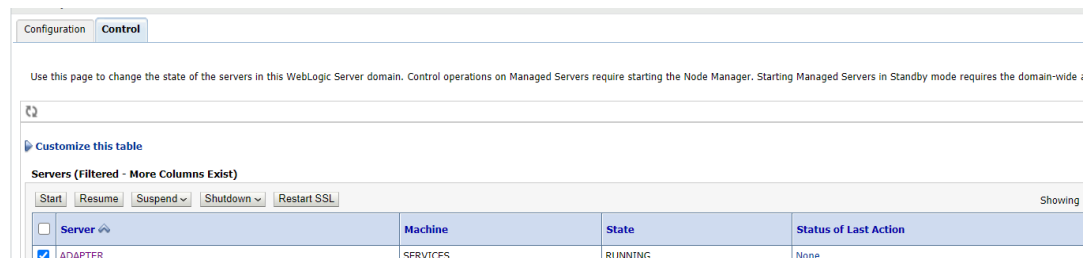 Configuration Control
Use this page to change the state of the servers in this WebLogic Server domain. Control operations on Managed Servers require starting the Node Manager. Starting Managed Servers in Standby mode requires the domain-wide
Customize this table
Servers (Filtered - More Columns Exist)
Start Resume Suspend Shutdown Restart SSL Showing
Server Machine State Status of Last Action
ADAPTER SERVICES RUNNING None